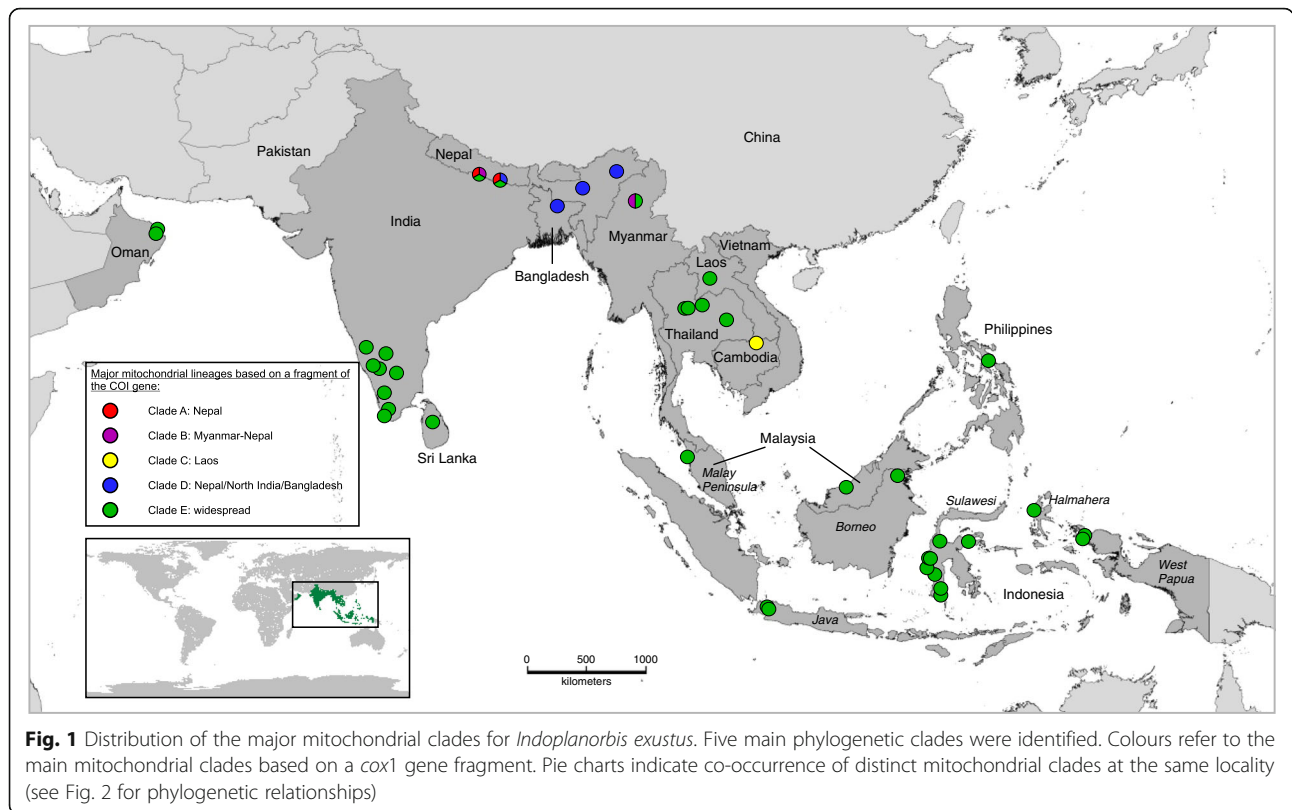 China
Pakistan
Nepal
India
Oman
Myanmar
Bangladesh
Vietnam
Laos
Thailand
Cambodia
Philippines
Sri Lanka
Malaysia
Malay
Peninsula
Borneo
Sulawesi
Halmahera
West
Papua
Indonesia
Java
Major mitochondrial lineages based on a fragment of
the COI gene:
Clade A: Nepal
Clade B: Myanmar-Nepal
Clade C: Laos
Clade D: Nepal/North India/Bangladesh
Clade E: widespread
0 500 1000
kilometers
Fig. 1 Distribution of the major mitochondrial clades for Indoplanorbis exustus. Five main phylogenetic clades were identified. Colours refer to the
main mitochondrial clades based on a cox1 gene fragment. Pie charts indicate co-occurrence of distinct mitochondrial clades at the same locality
(see Fig. 2 for phylogenetic relationships)